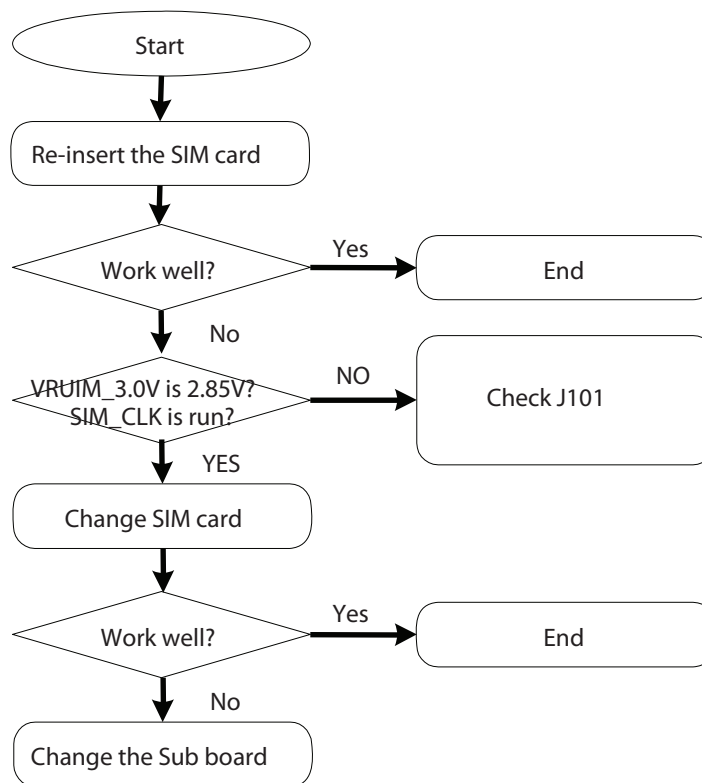 Start
Re-insert the SIM card
Work well?
Yes
End
No
VRUIM_3.0V is 2.85V?
SIM_CLK is run?
NO
Check J101
YES
Change SIM card
Work well?
Yes
End
No
Change the Sub board